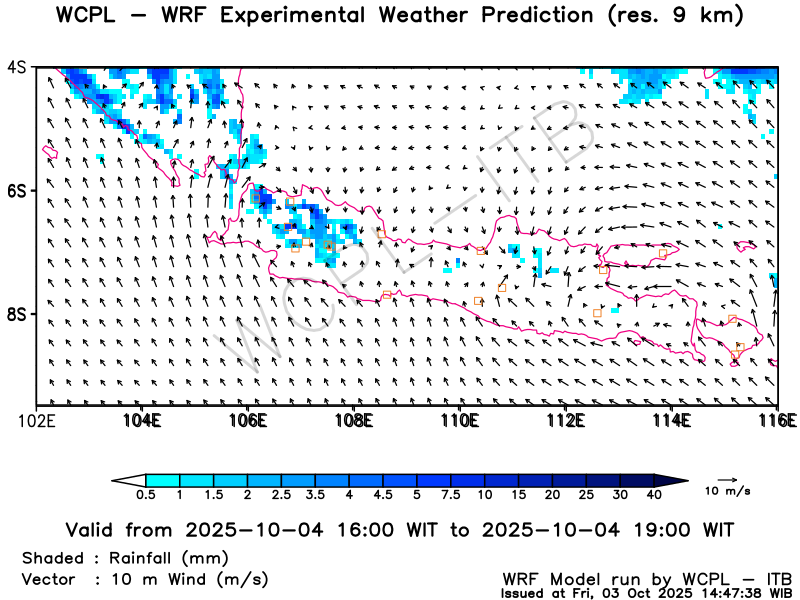 WCPL – WRF Experimental Weather Prediction (res. 9 km)
4S
6S
8S
WCPL–ITB
102E 104E 106E 108E 110E 112E 114E 116E
0.5 1 1.5 2 2.5 3.5 4 4.5 5 7.5 10 15 20 25 30 40
10 m/s
Valid from 2025–10–04 16:00 WIT to 2025–10–04 19:00 WIT
Shaded : Rainfall (mm)
Vector : 10 m Wind (m/s)
WRF Model run by WCPL – ITB
Issued at Fri, 03 Oct 2025 14:47:38 WIB